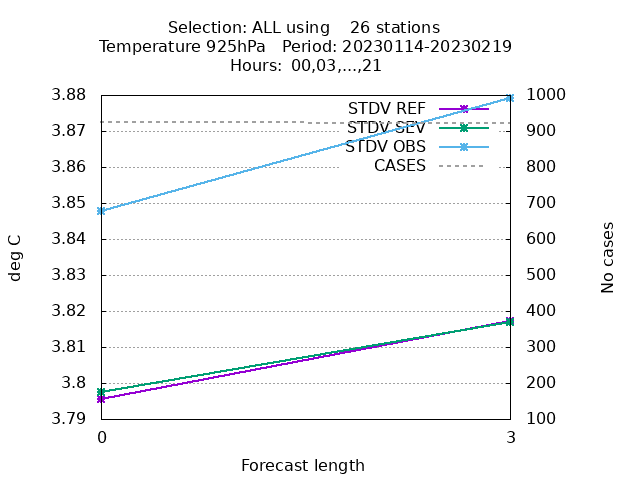 Selection: ALL using    26 stations
Temperature 925hPa   Period: 20230114-20230219
Hours:  00,03,...,21
3.88
3.87
3.86
3.85
3.84
3.83
3.82
3.81
3.8
3.79
1000
900
800
700
600
500
400
300
200
100
STDV REF
STDV SEV
STDV OBS
CASES
deg C
No cases
0
3
Forecast length